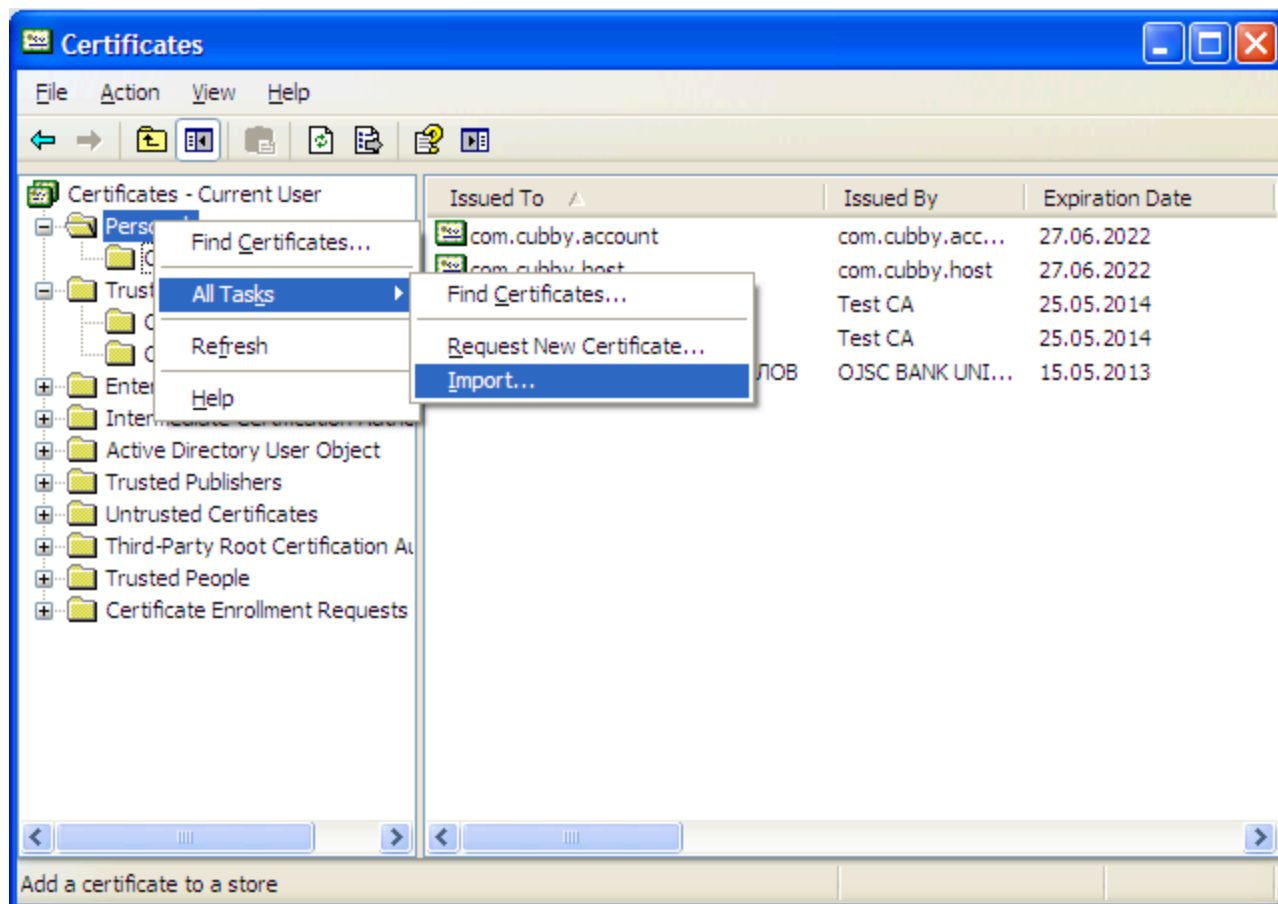 Certificates
File Action View Help
Certificates - Current User
Find Certificates...
All Tasks
Refresh
Help
Find Certificates...
Request New Certificate...
Import...
Active Directory User Object
Trusted Publishers
Untrusted Certificates
Third-Party Root Certification
Trusted People
Certificate Enrollment Requests
Issued To Issued By Expiration Date
com.cubby.account com.cubby.acc... 27.06.2022
com.cubby.host com.cubby.host 27.06.2022
Test CA 25.05.2014
Test CA 25.05.2014
ЛОВ OJSC BANK UNI... 15.05.2013
Add a certificate to a store